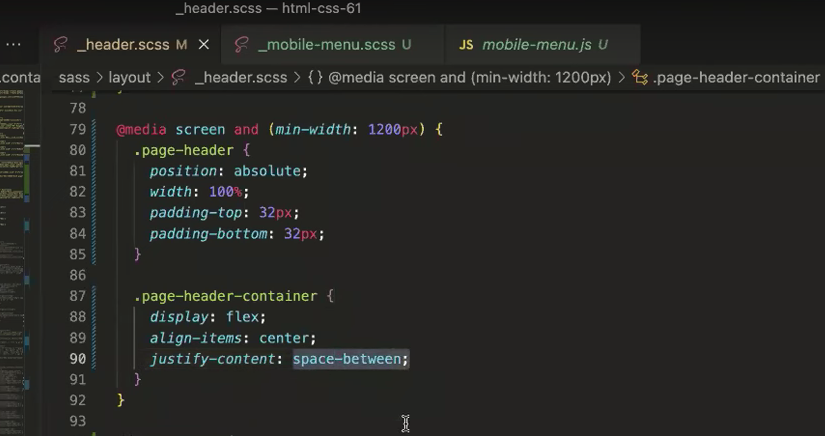 _header.scss — html-css-61
_header.scss M
_mobile-menu.scss U
JS mobile-menu.js U
.conta sass > layout > _header.scss > { } @media screen and (min-width: 1200px) > .page-header-container
78
79 @media screen and (min-width: 1200px) {
80 .page-header {
81 position: absolute;
82 width: 100%;
83 padding-top: 32px;
84 padding-bottom: 32px;
85 }
86
87 .page-header-container {
88 display: flex;
89 align-items: center;
90 justify-content: space-between;
91 }
92 }
93